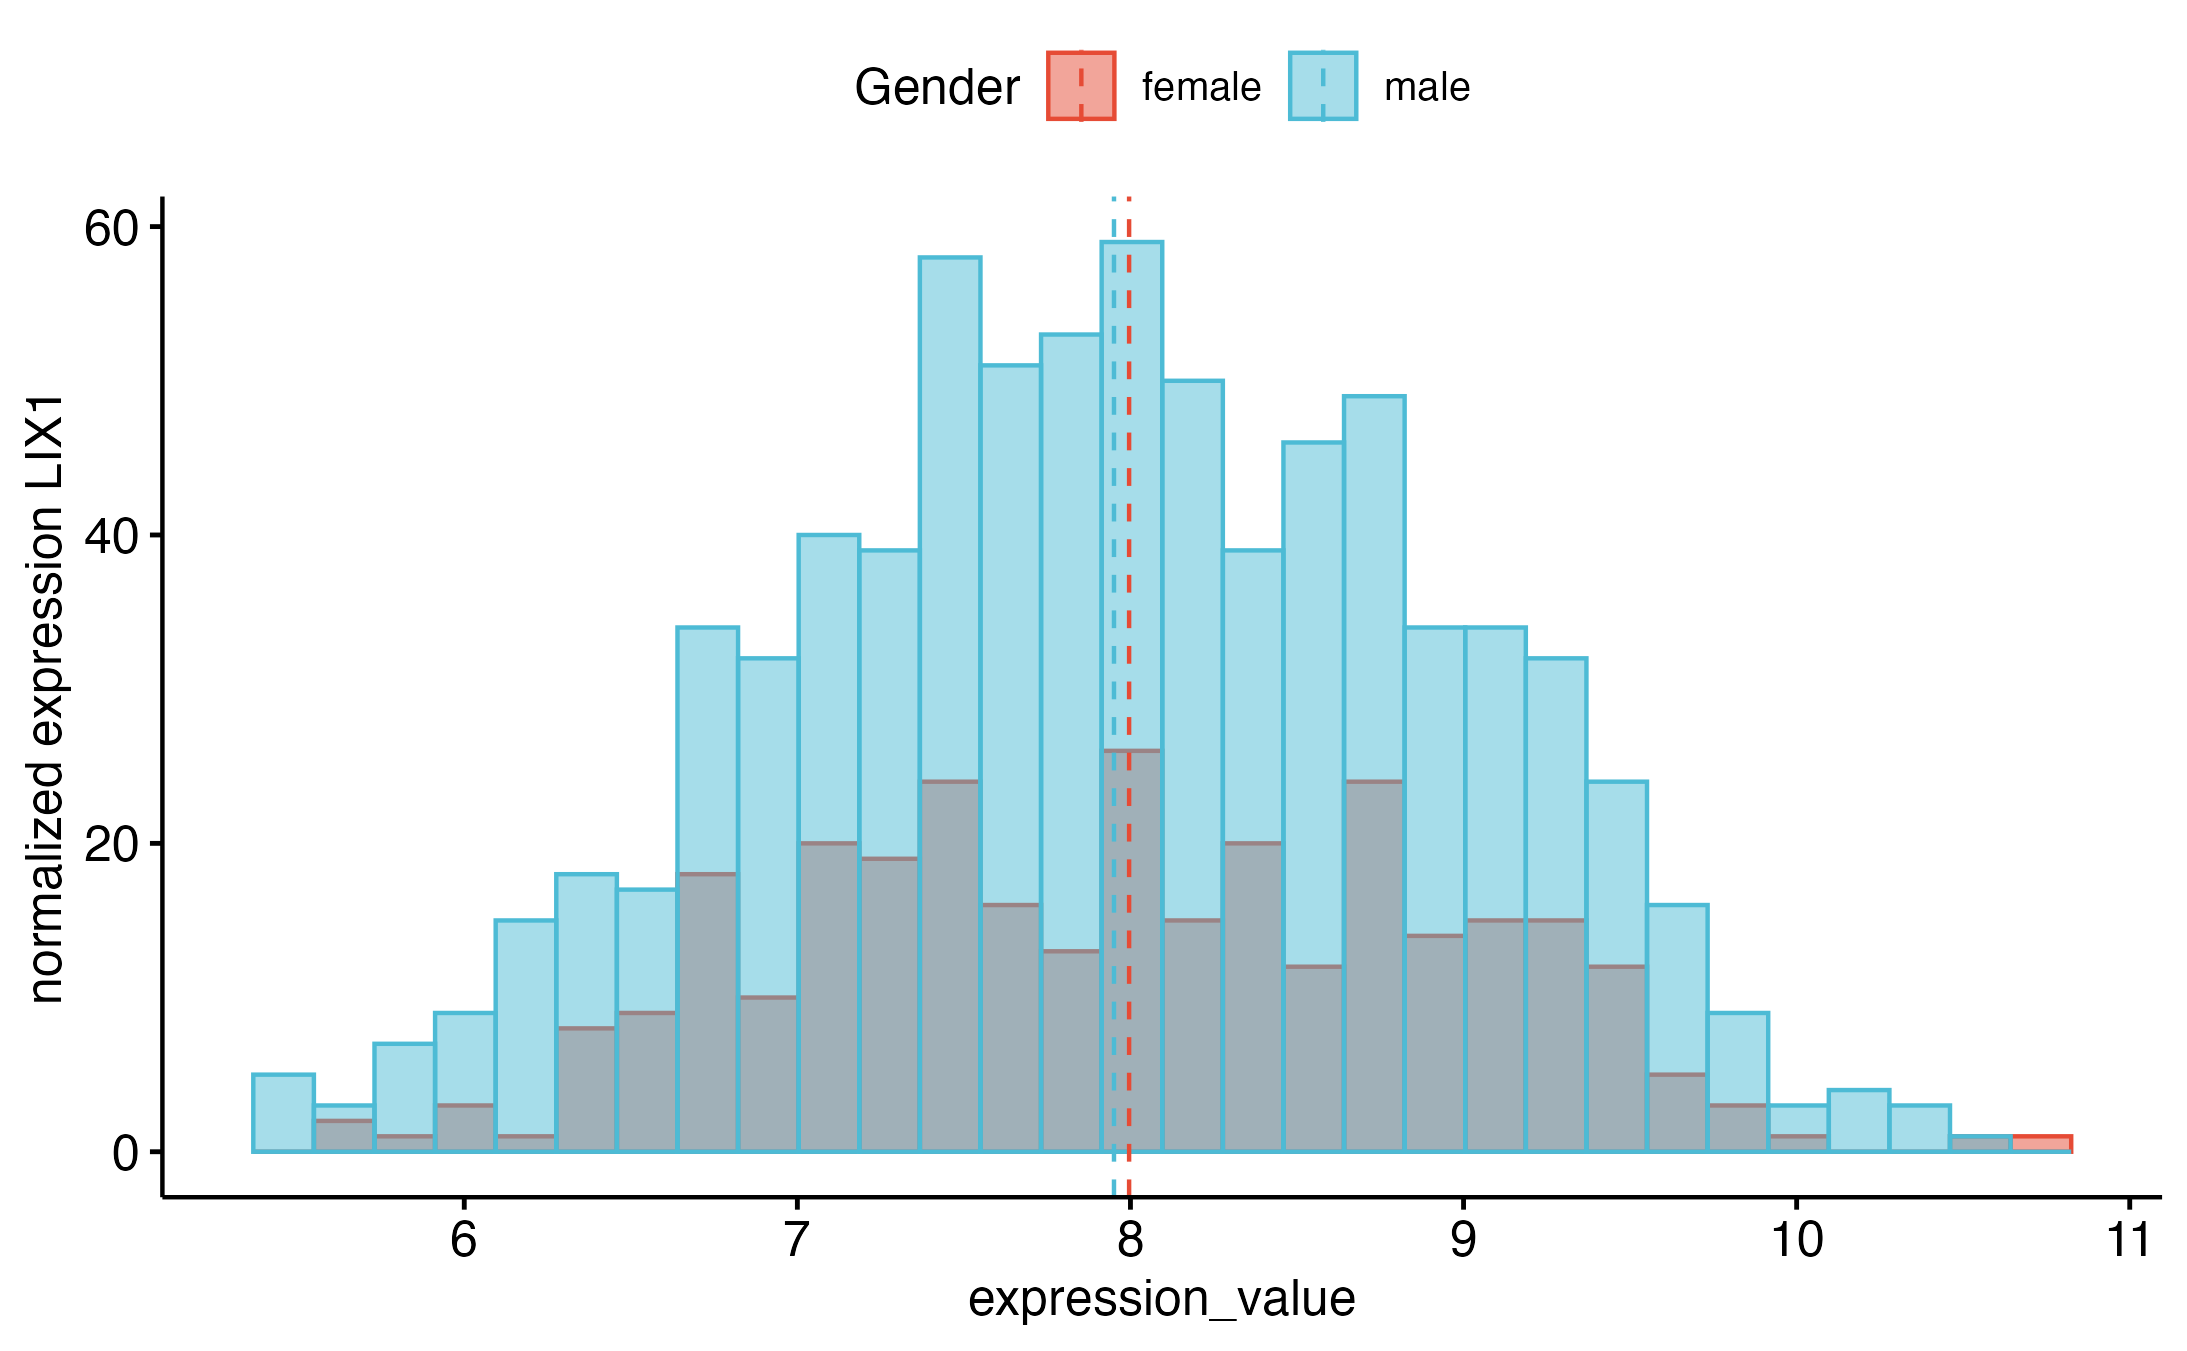 Gender female male
normalized expression LIX1
60
40
20
0
6 7 8 9 10 11
expression_value